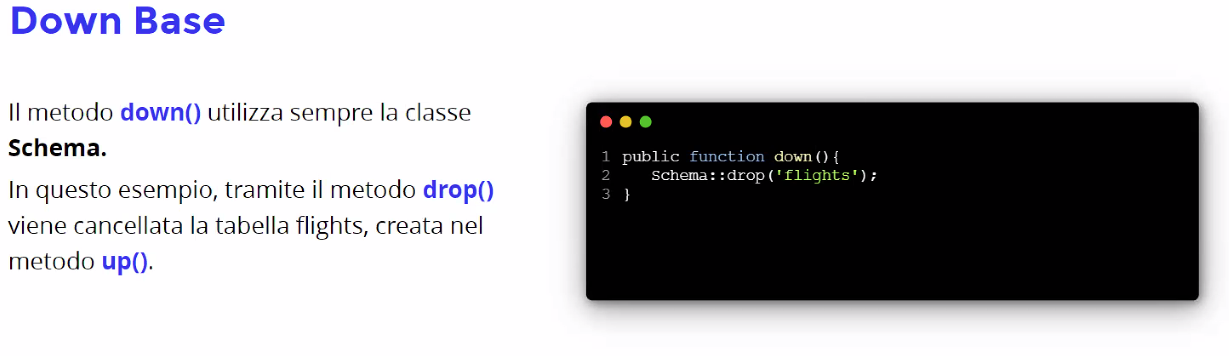 Down Base
Il metodo down() utilizza sempre la classe
Schema.
In questo esempio, tramite il metodo drop()
viene cancellata la tabella flights, creata nel
metodo up().
1 public function down(){
2    Schema::drop('flights');
3 }